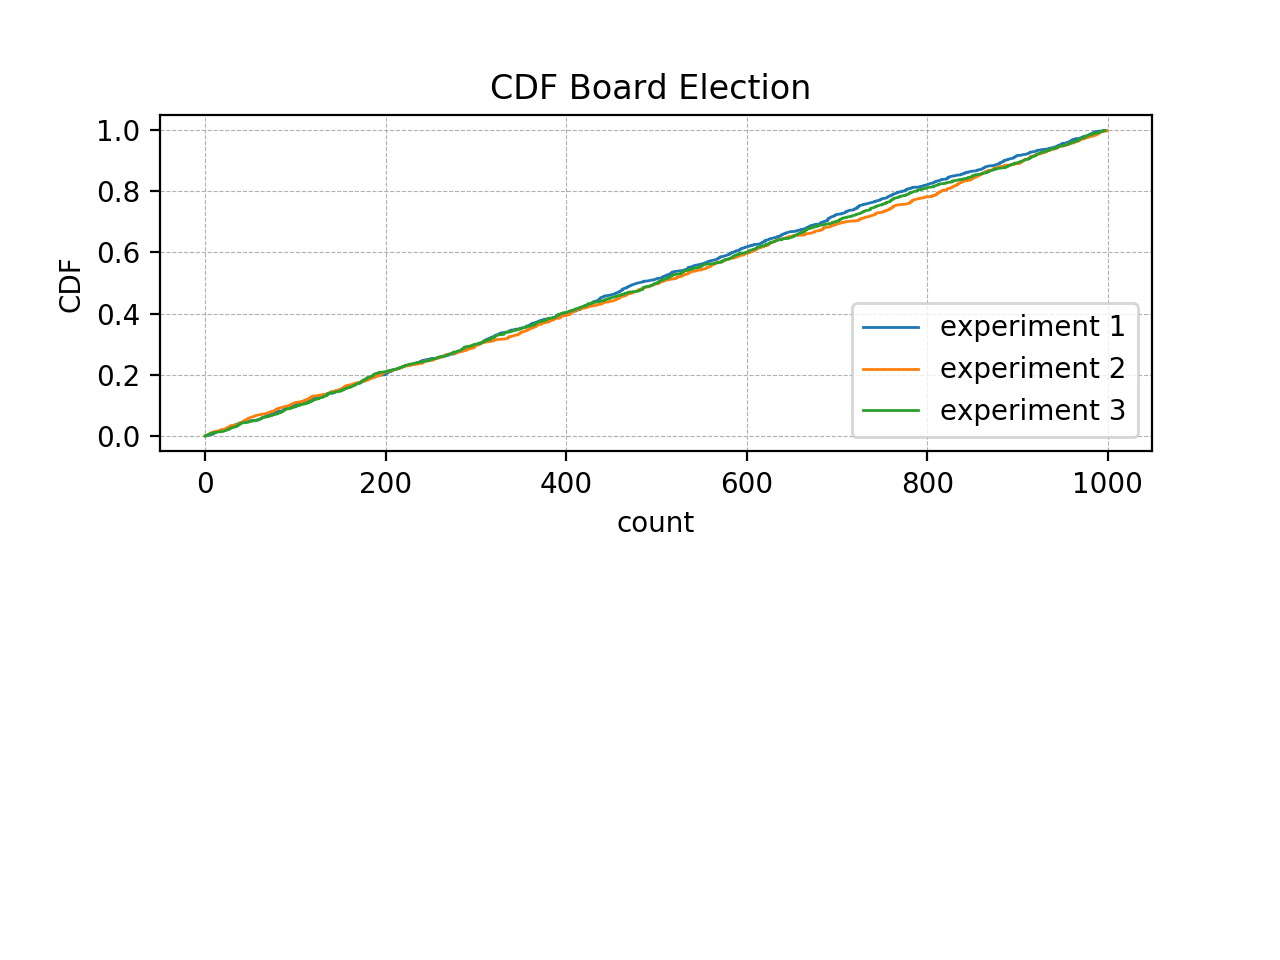 CDF Board Election
1.0
0.8
0.6
0.4
0.2
0.0
CDF
experiment 1
experiment 2
experiment 3
0 200 400 600 800 1000
count